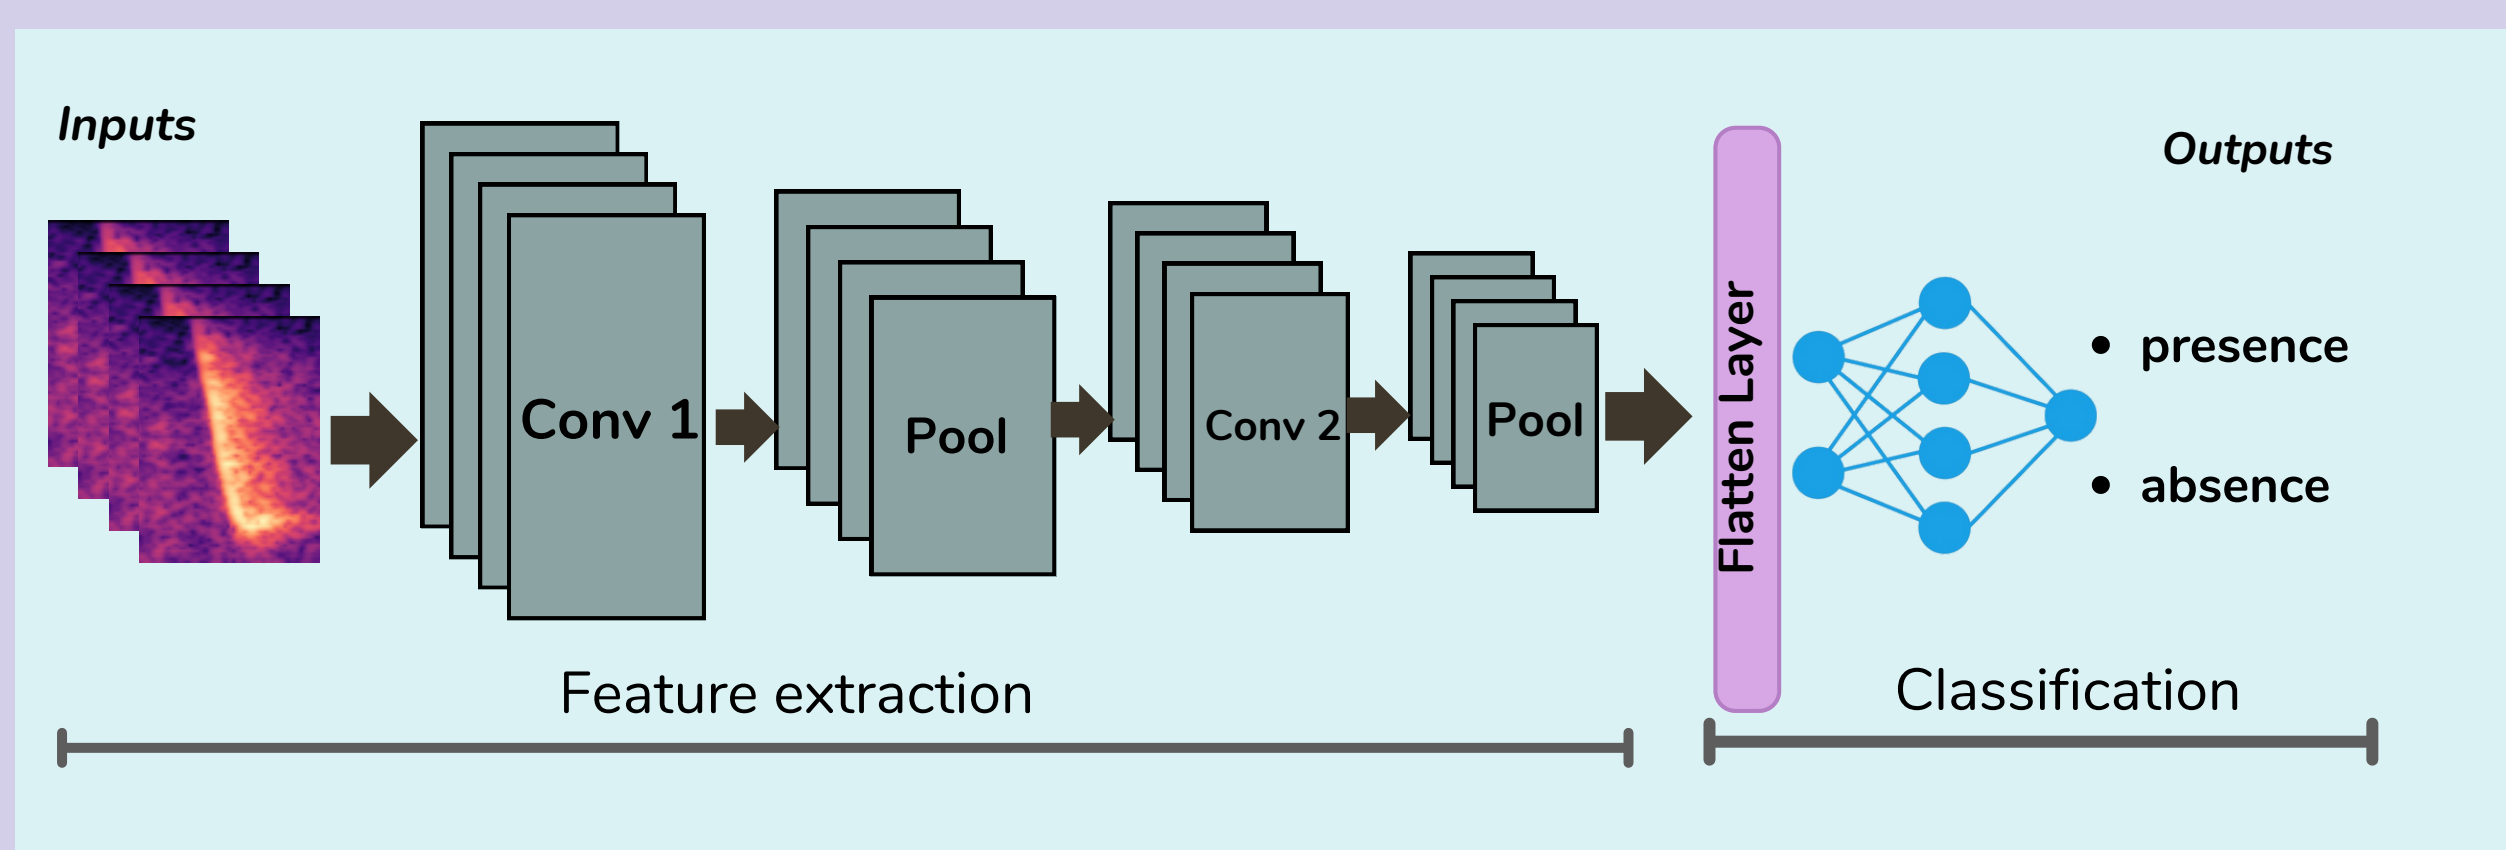 Inputs
Outputs
Conv 1
Pool
Conv 2
Pool
Flatten Layer
• presence
• absence
Feature extraction
Classification